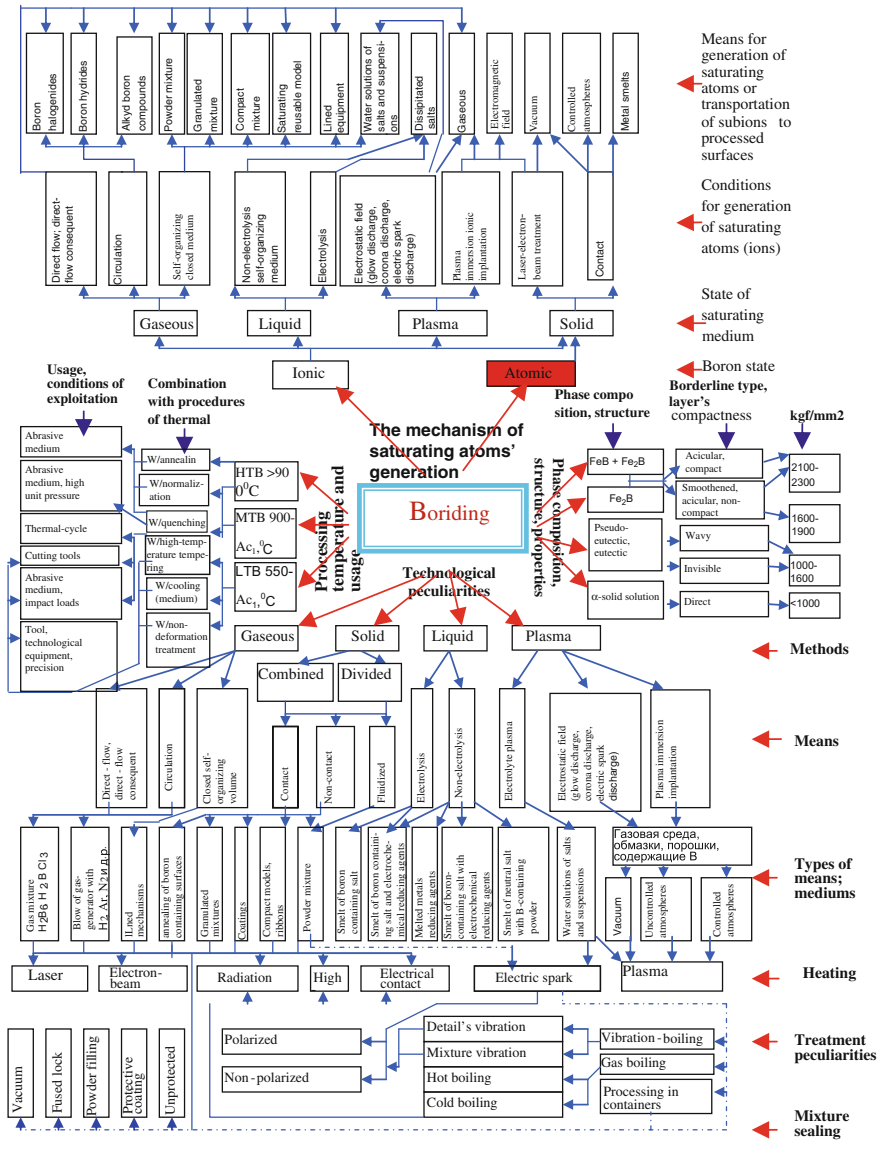 Boron
halogenides
Boron hydrides
Alkyd boron
compounds
Powder mixture
Granulated
mixture
Compact
mixture
Saturating
reusable model
Lined
equipment
Water solutions of
salts and suspensi-
ons
Dissipitated
salts
Gaseous
Electromagnetic
field
Vacuum
Controlled
atmospheres
Metal smelts
Means for
generation of
saturating
atoms or
transportation
of subions to
processed
surfaces
Direct flow; direct-
flow consequent
Circulation
Self-organizing
closed medium
Non-electrolysis
self-organizing
medium
Electrolysis
Electrostatic field
(glow discharge,
corona discharge,
electric spark
discharge)
Plasma
immersion ionic
implantation
Laser-electron-
beam treatment
Contact
Conditions
for generation
of saturating
atoms (ions)
Gaseous
Liquid
Plasma
Solid
State of
saturating
medium
Ionic
Atomic
Boron state
Usage,
conditions of
exploitation
Combination
with procedures
of thermal
The mechanism of
saturating atoms'
generation
Phase compo
sition, structure
Borderline type,
layer's
compactness
kgf/mm2
Abrasive
medium
Abrasive
medium, high
unit pressure
Thermal-cycle
Cutting tools
Abrasive
medium,
impact loads
Tool,
technological
equipment,
precision
W/annealin
W/normaliz-
ation
W/quenching
W/high-temp-
erature tempe-
ring
W/cooling
(medium)
W/non-
deformation
treatment
HTB >90
0⁰C
MTB 900-
Ac₁,⁰C
LTB 550-
Ac₁,⁰C
Processing
temperature and
usage
Boriding
Phase composition,
structure, properties
Technological
peculiarities
FeB + Fe₂B
Fe₂B
Pseudo-
eutectic,
eutectic
α-solid solution
Acicular,
compact
Smoothened,
acicular, non-
compact
Wavy
Invisible
Direct
2100-
2300
1600-
1900
1000-
1600
<1000
Gaseous
Solid
Liquid
Plasma
Methods
Combined
Divided
Direct - flow,
direct - flow
consequent
Circulation
Closed self-
organizing
volume
Contact
Non-contact
Fluidized
Electrolysis
Non-electrolysis
Electrolyte plasma
Electrostatic field
(glow discharge,
corona discharge,
electric spark
discharge)
Plasma immersion
implantation
Means
Gas mixture
H2B6 H 2 B Cl3
Blow of gas-
generator with
H2, Ar, N2 и д.р.
lLned
mechanisms
annealing of boron
containing surfaces
Granulated
mixtures
Coatings
Compact models,
ribbons
Powder mixture
Smelt of boron
containing salt
Smelt of boron containi-
ng salt and electroche-
mical reducing agents
Melted metals
reducing agents
Smelt of boron-
containing salt with
electrochemical
reducing agents
Smelt of neutral salt
with B-containing
powder
Water solutions of salts
and suspensions
Газовая среда,
обмазки, порошки,
содержащие В
Vacuum
Uncontrolled
atmospheres
Controlled
atmospheres
Types of
means;
mediums
Laser
Electron-
beam
Radiation
High
Electrical
contact
Electric spark
Plasma
Heating
Polarized
Non-polarized
Detail's vibration
Mixture vibration
Hot boiling
Cold boiling
Vibration-boiling
Gas boiling
Processing in
containers
Treatment
peculiarities
Vacuum
Fused lock
Powder filling
Protective
coating
Unprotected
Mixture
sealing